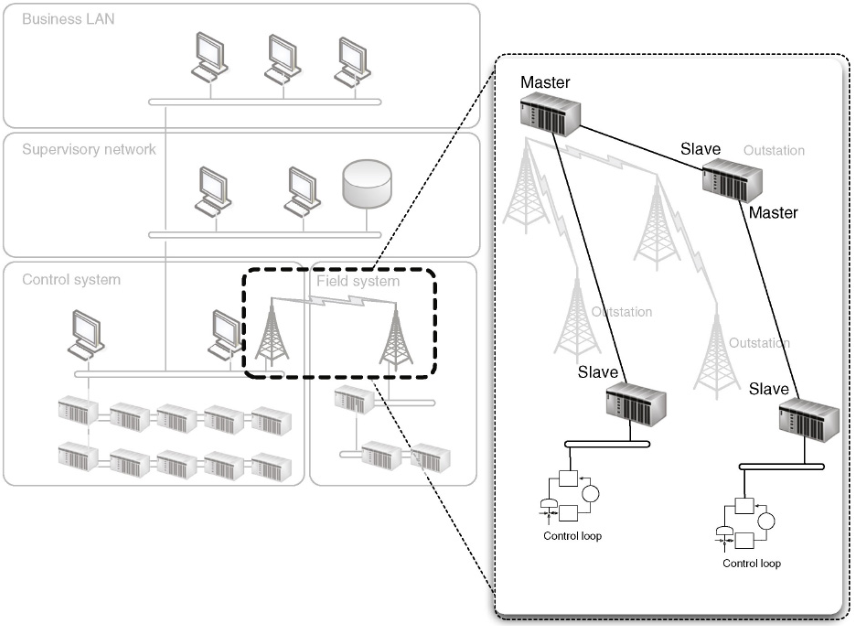 Business LAN
Supervisory network
Control system
Field system
Master
Slave
Outstation
Master
Outstation
Outstation
Slave
Slave
Control loop
Control loop